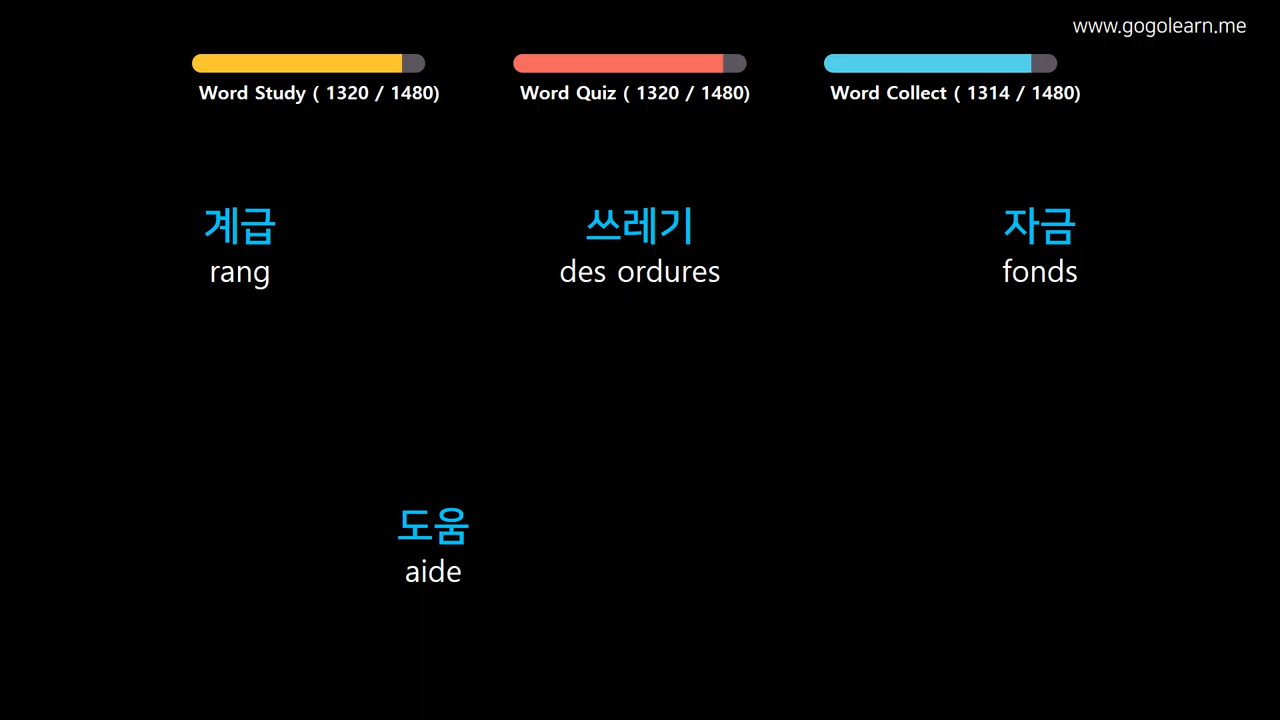 www.gogolearn.me
Word Study ( 1320 / 1480)
Word Quiz ( 1320 / 1480)
Word Collect ( 1314 / 1480)
계급
rang
쓰레기
des ordures
자금
fonds
도움
aide